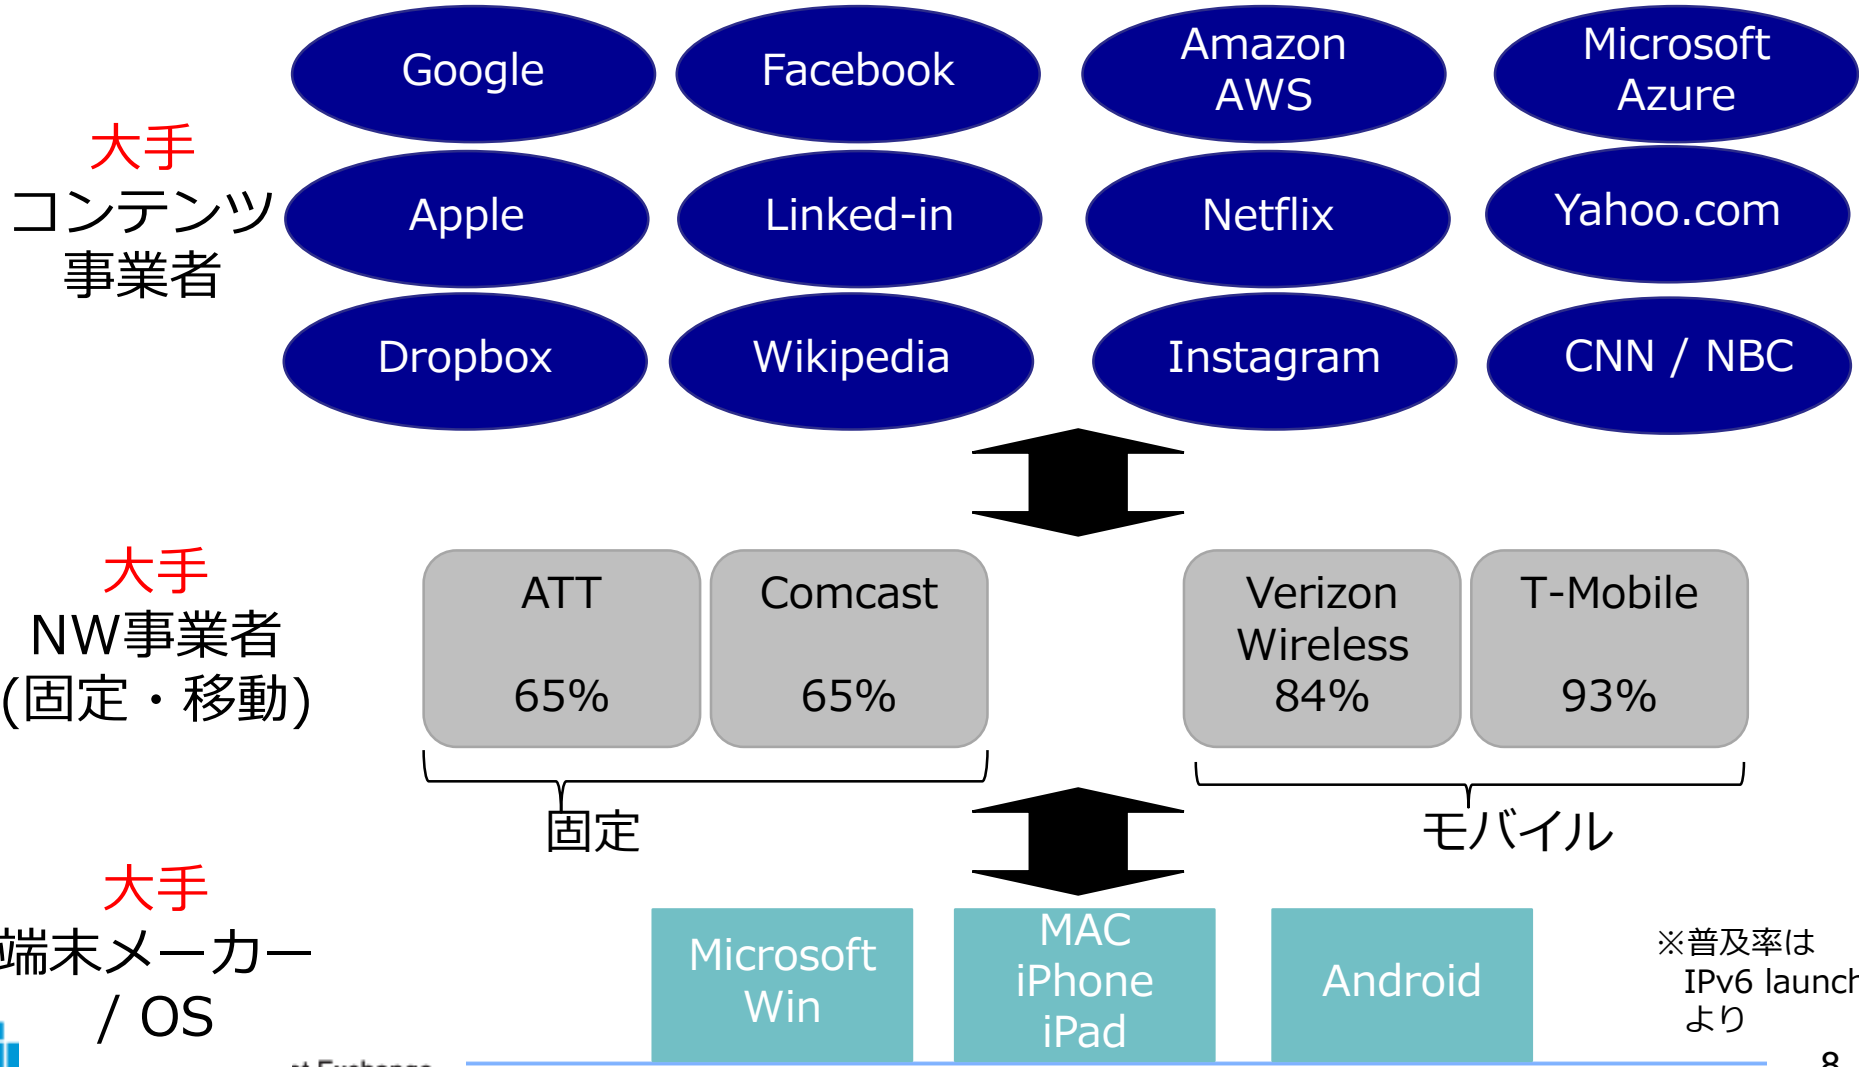 Google
Facebook
Amazon
AWS
Microsoft
Azure
大手
コンテンツ
事業者
Apple
Linked-in
Netflix
Yahoo.com
Dropbox
Wikipedia
Instagram
CNN / NBC
大手
NW事業者
(固定・移動)
ATT
65%
Comcast
65%
Verizon
Wireless
84%
T-Mobile
93%
固定
モバイル
大手
端末メーカー
/ OS
Microsoft
Win
MAC
iPhone
iPad
Android
※普及率は
IPv6 launch
より
Exchange
8